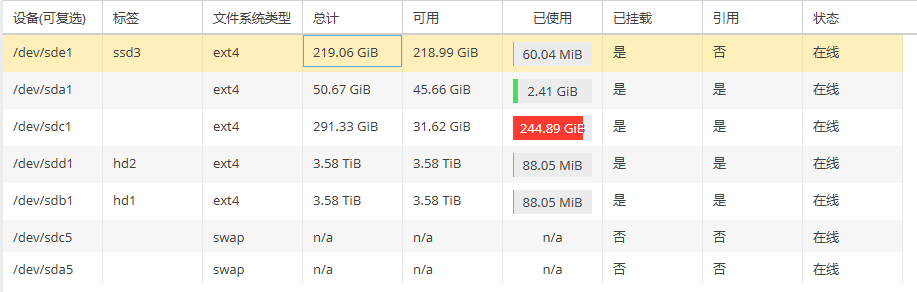 设备(可复选) 标签 文件系统类型 总计 可用 已使用 已挂载 引用 状态
/dev/sde1 ssd3 ext4 219.06 GiB 218.99 GiB 60.04 MiB 是 否 在线
/dev/sda1 ext4 50.67 GiB 45.66 GiB 2.41 GiB 是 是 在线
/dev/sdc1 ext4 291.33 GiB 31.62 GiB 244.89 GiB 是 是 在线
/dev/sdd1 hd2 ext4 3.58 TiB 3.58 TiB 88.05 MiB 是 是 在线
/dev/sdb1 hd1 ext4 3.58 TiB 3.58 TiB 88.05 MiB 是 是 在线
/dev/sdc5 swap n/a n/a n/a 否 否 在线
/dev/sda5 swap n/a n/a n/a 否 否 在线